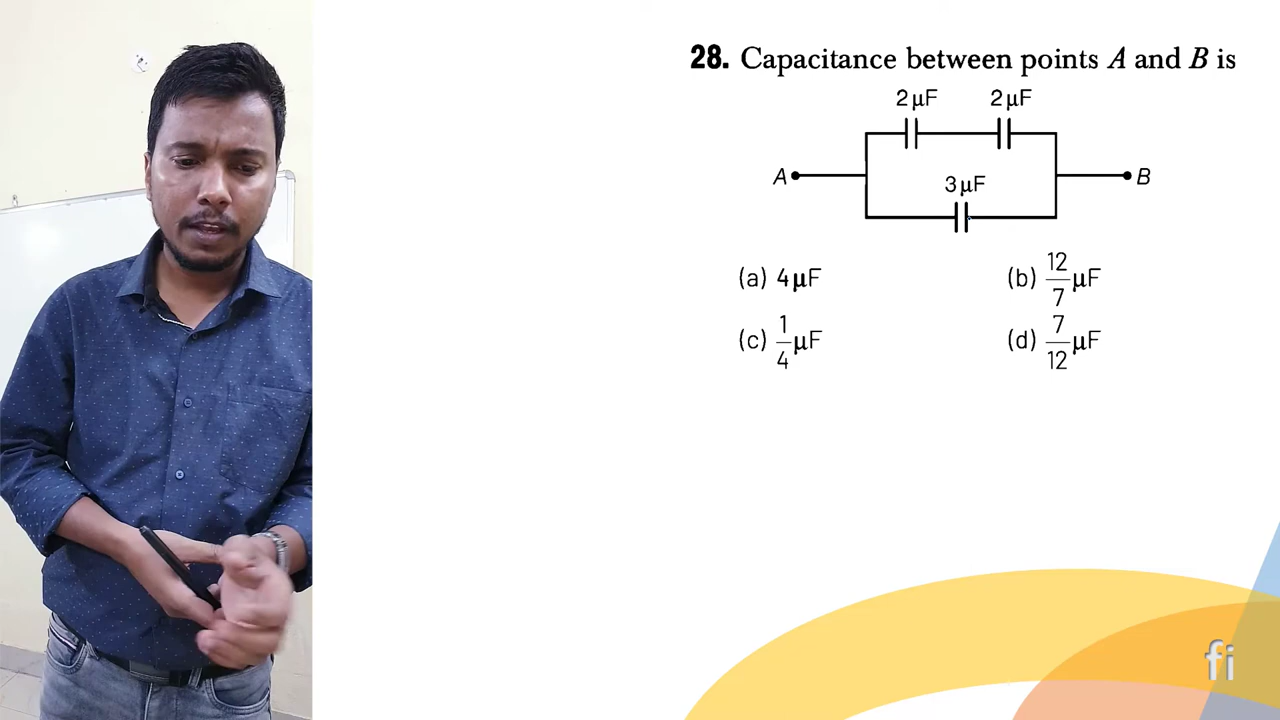 28. Capacitance between points A and B is
2 μF 2 μF
A B
3 μF
(a) 4 μF (b) 12/7 μF
(c) 1/4 μF (d) 7/12 μF
fi